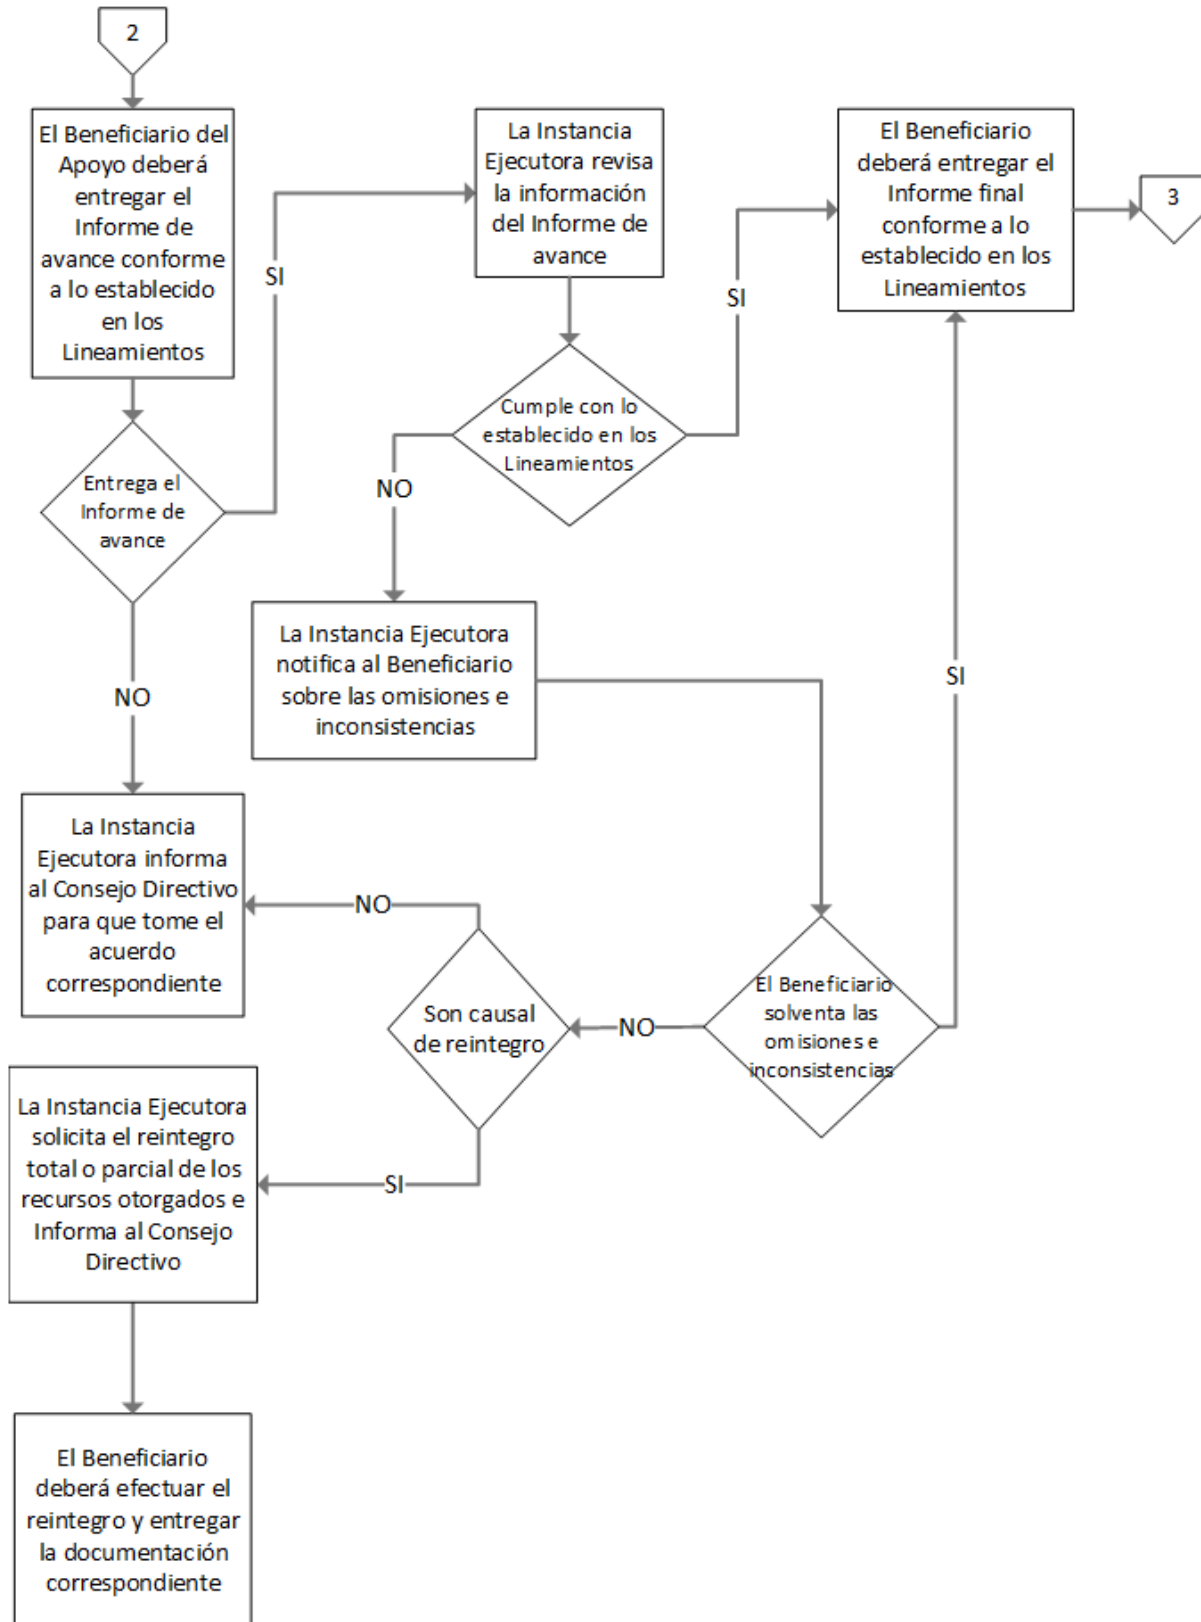 2
El Beneficiario del
Apoyo deberá
entregar el
Informe de
avance conforme
a lo establecido
en los
Lineamientos
SI
La Instancia
Ejecutora revisa
la información
del Informe de
avance
SI
El Beneficiario
deberá entregar el
Informe final
conforme a lo
establecido en los
Lineamientos
3
Entrega el
Informe de
avance
Cumple con lo
establecido en los
Lineamientos
NO
NO
La Instancia Ejecutora
notifica al Beneficiario
sobre las omisiones e
inconsistencias
SI
La Instancia
Ejecutora informa
al Consejo Directivo
para que tome el
acuerdo
correspondiente
NO
Son causal
de reintegro
NO
El Beneficiario
solventa las
omisiones e
inconsistencias
La Instancia Ejecutora
solicita el reintegro
total o parcial de los
recursos otorgados e
Informa al Consejo
Directivo
SI
El Beneficiario
deberá efectuar el
reintegro y entregar
la documentación
correspondiente